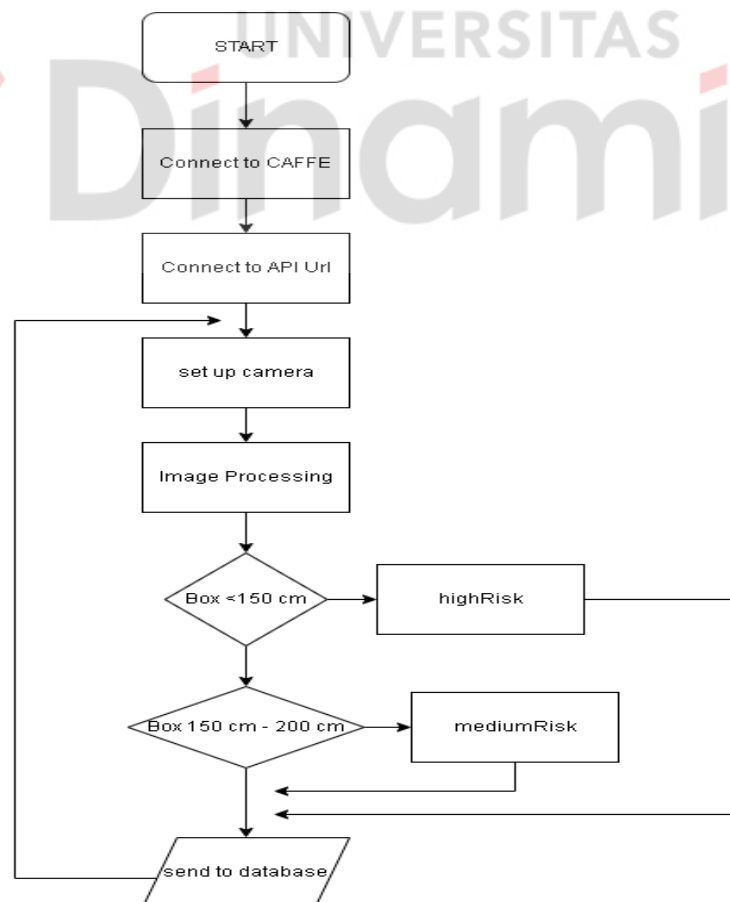 UNIVERSITAS
Dinami
START
Connect to CAFFE
Connect to API Url
set up camera
Image Processing
Box <150 cm
highRisk
Box 150 cm - 200 cm
mediumRisk
send to database